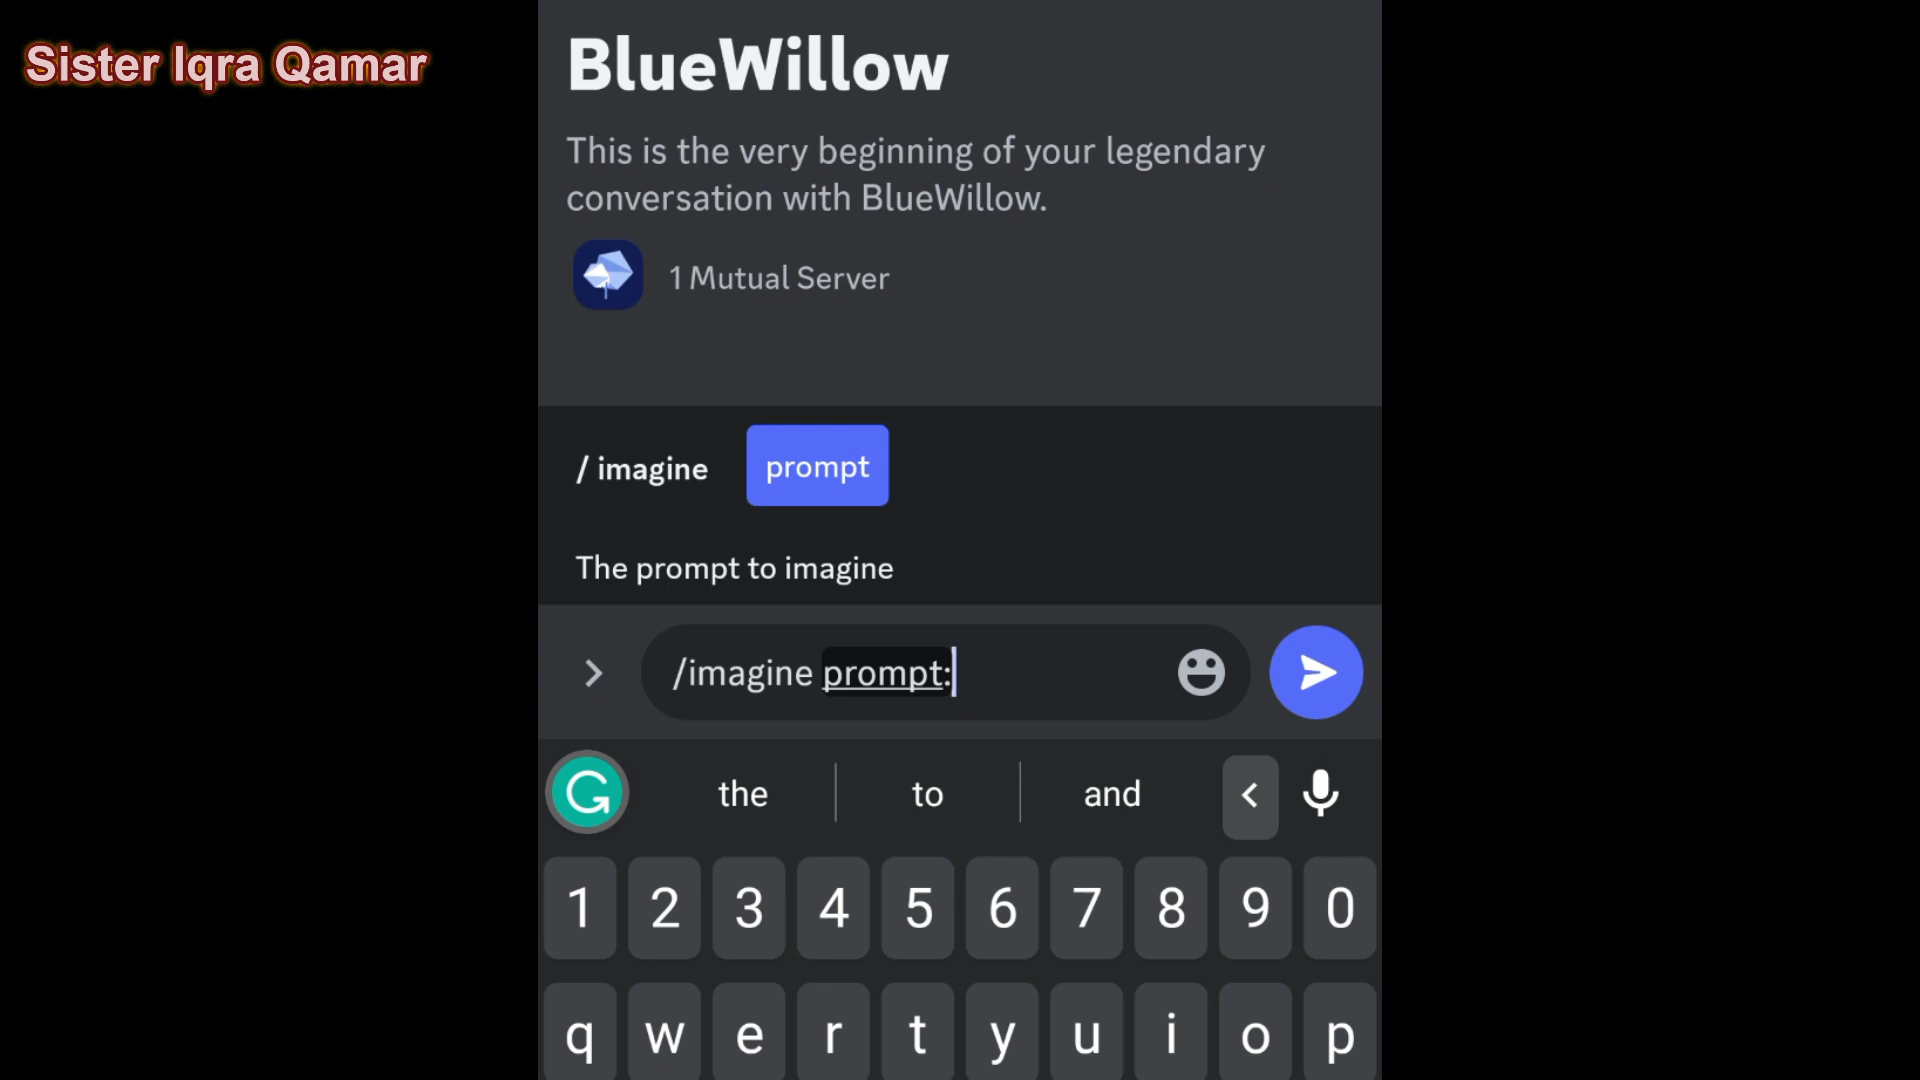 Sister Iqra Qamar
BlueWillow
This is the very beginning of your legendary
conversation with BlueWillow.
1 Mutual Server
/ imagine prompt
The prompt to imagine
/imagine prompt:
the to and
1 2 3 4 5 6 7 8 9 0
q w e r t y u i o p